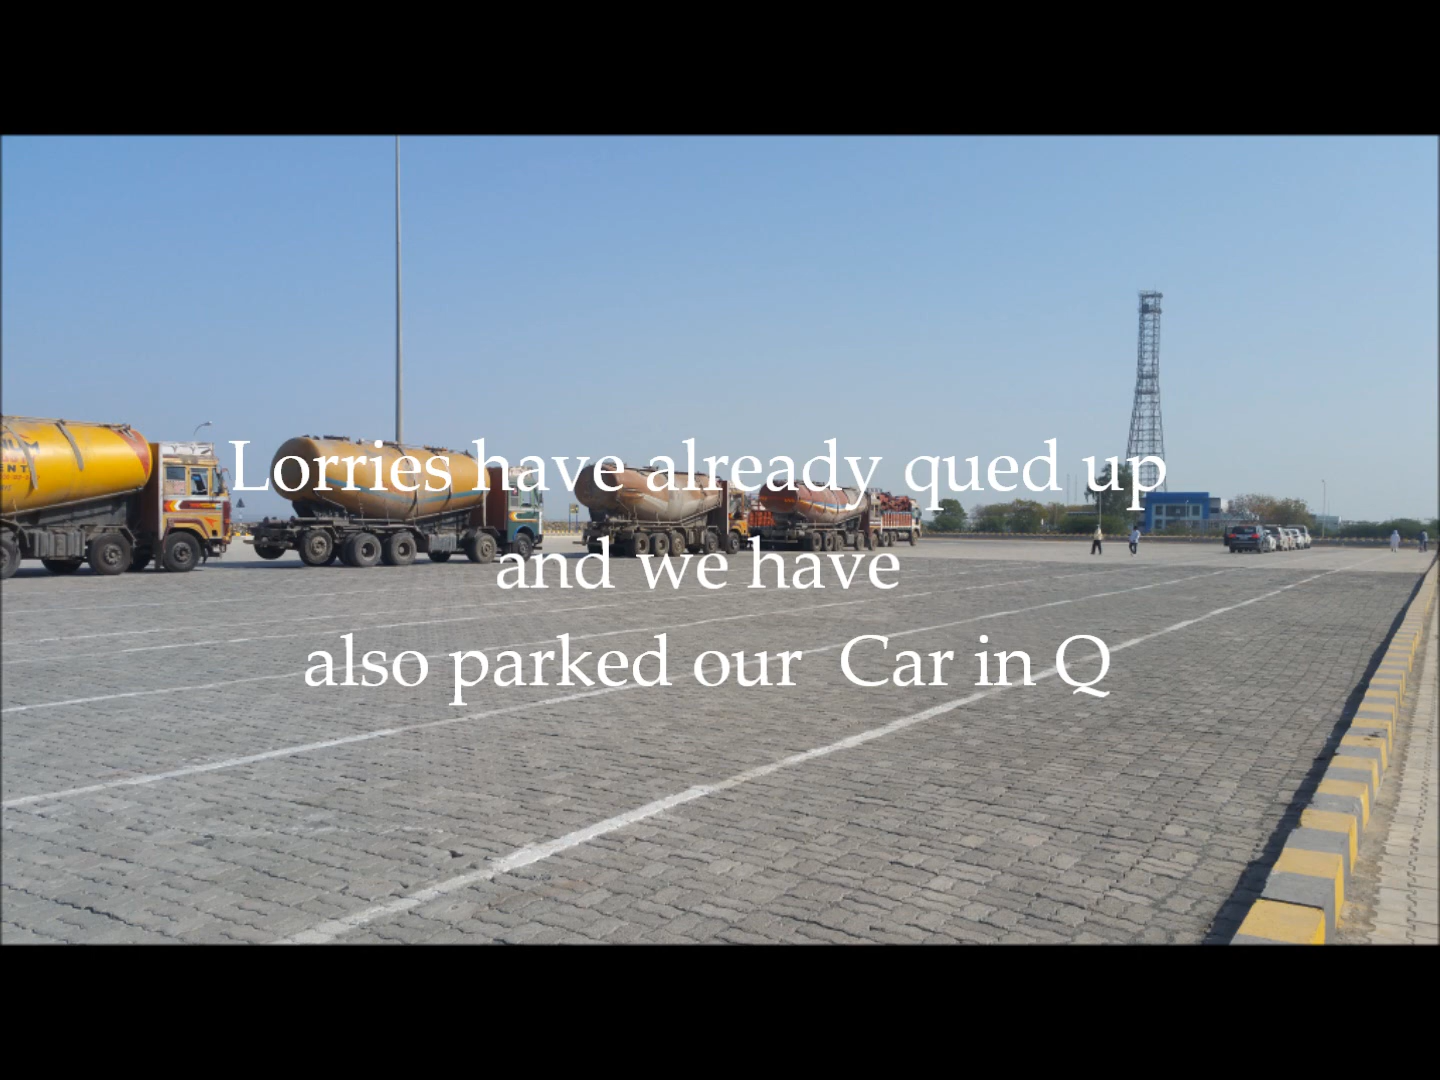 Lorries have already qued up
and we have
also parked our  Car in Q